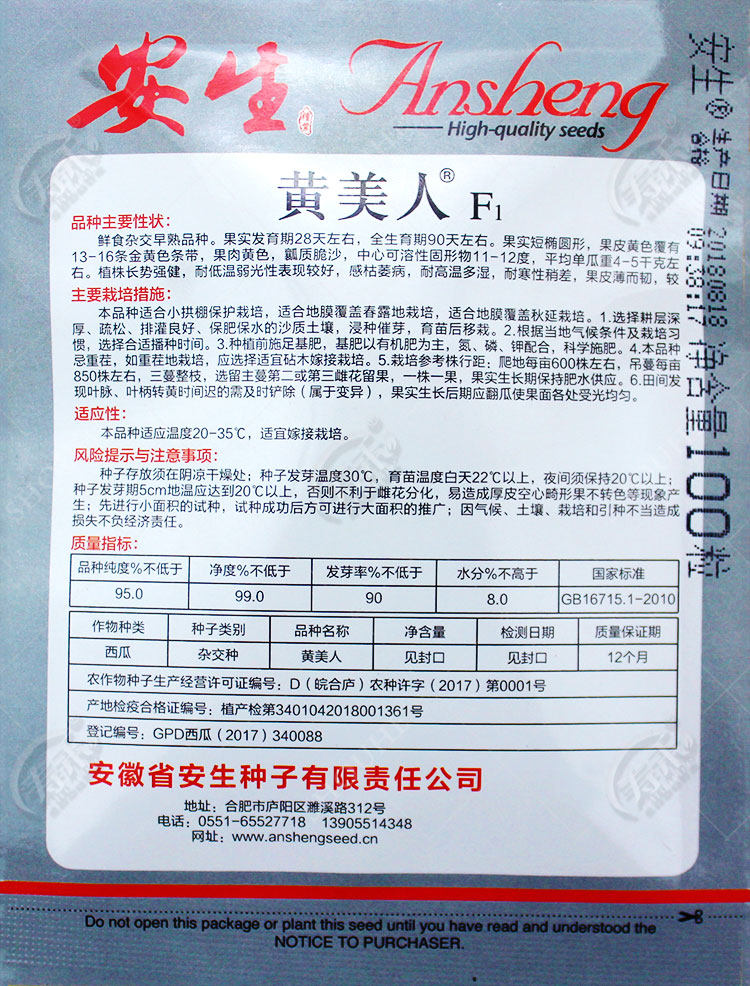 安生 Ansheng
High-quality seeds
黄美人® F1
品种主要性状：
鲜食杂交早熟品种。果实发育期28天左右，全生育期90天左右。果实短椭圆形，果皮黄色覆有
13-16条金黄色条带，果肉黄色，瓤质脆沙，中心可溶性固形物11-12度，平均单瓜重4-5千克左
右。植株长势强健，耐低温弱光性表现较好，感枯萎病，耐高温多湿，耐寒性稍差，果皮薄而韧，较
主要栽培措施：
本品种适合小拱棚保护栽培，适合地膜覆盖春露地栽培，适合地膜覆盖秋延栽培。1.选择耕层深
厚、疏松、排灌良好、保肥保水的沙质土壤，浸种催芽，育苗后移栽。2.根据当地气候条件及栽培习
惯，选择合适播种时间。3.种植前施足基肥，基肥以有机肥为主，氮、磷、钾配合，科学施肥。4.本品种
忌重茬，如重茬地栽培，应选择适宜砧木嫁接栽培。5.栽培参考株行距：爬地每亩600株左右，吊蔓每亩
850株左右，三蔓整枝，选留主蔓第二或第三雌花留果，一株一果，果实生长期保持肥水供应。6.田间发
现叶脉、叶柄转黄时间迟的需及时铲除（属于变异），果实生长后期应翻瓜使果面各处受光均匀。
适应性：
本品种适应温度20-35℃，适宜嫁接栽培。
风险提示与注意事项：
种子存放须在阴凉干燥处；种子发芽温度30℃，育苗温度白天22℃以上，夜间须保持20℃以上；
种子发芽期5cm地温应达到20℃以上，否则不利于雌花分化，易造成厚皮空心畸形果不转色等现象产
生；先进行小面积的试种，试种成功后方可进行大面积的推广；因气候、土壤、栽培和引种不当造成
损失不负经济责任。
质量指标：
品种纯度%不低于 净度%不低于 发芽率%不低于 水分%不高于 国家标准
95.0 99.0 90 8.0 GB16715.1-2010
作物种类 种子类别 品种名称 净含量 检测日期 质量保证期
西瓜 杂交种 黄美人 见封口 见封口 12个月
农作物种子生产经营许可证编号：D（皖合庐）农种许字（2017）第0001号
产地检疫合格证编号：植产检第3401042018001361号
登记编号：GPD西瓜（2017）340088
安徽省安生种子有限责任公司
地址：合肥市庐阳区濉溪路312号
电话：0551-65527718 13905514348
网址：www.anshengseed.cn
Do not open this package or plant this seed until you have read and understood the
NOTICE TO PURCHASER.
安生® 生产日期 20180818 净含量100粒
09:38:17